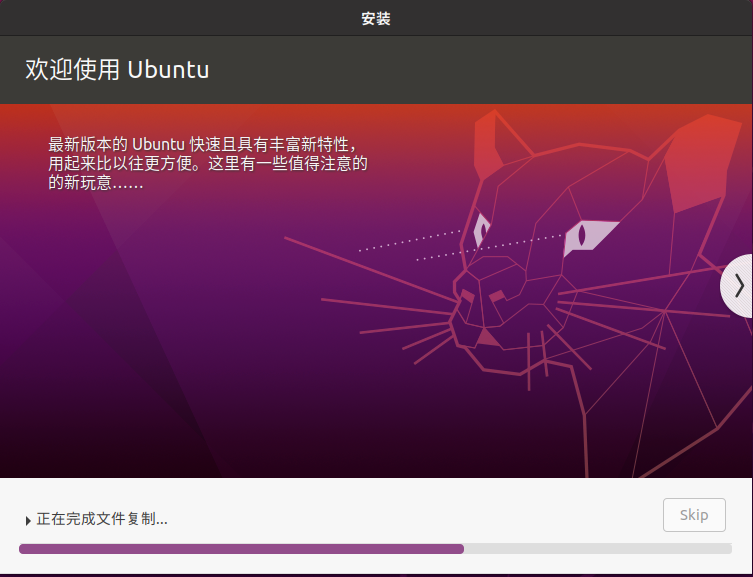 安装
欢迎使用 Ubuntu
最新版本的 Ubuntu 快速且具有丰富新特性，
用起来比以往更方便。这里有一些值得注意的
的新玩意……
正在完成文件复制...
Skip